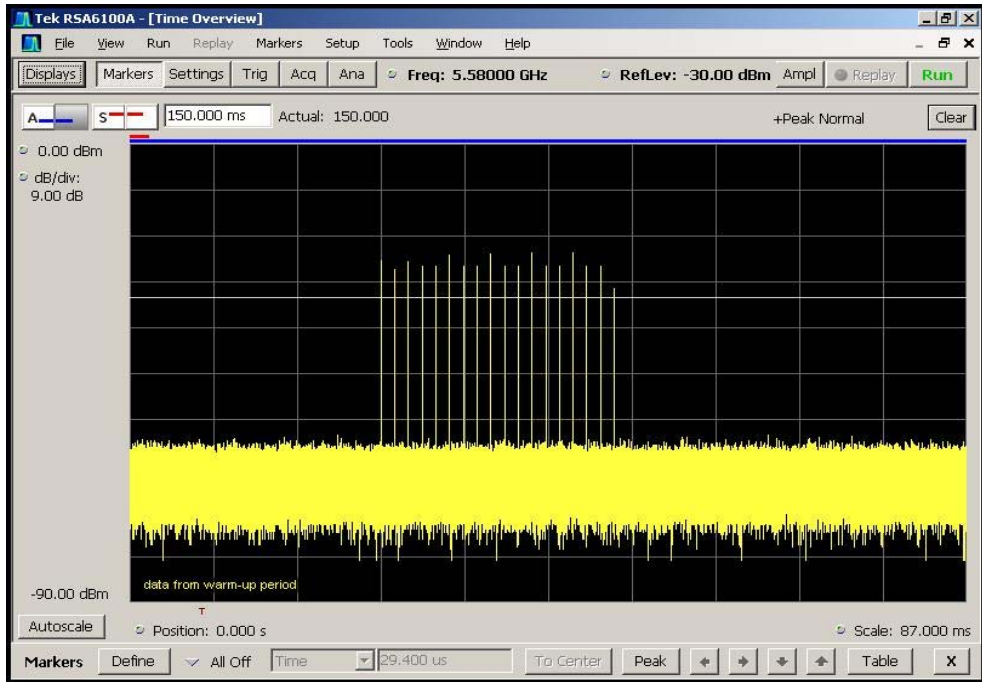 Tek RSA6100A - [Time Overview]
File View Run Replay Markers Setup Tools Window Help
Displays Markers Settings Trig Acq Ana Freq: 5.58000 GHz RefLev: -30.00 dBm Ampl Replay Run
A S 150.000 ms Actual: 150.000 +Peak Normal Clear
0.00 dBm
dB/div:
9.00 dB
data from warm-up period
-90.00 dBm
T
Autoscale Position: 0.000 s Scale: 87.000 ms
Markers Define All Off Time 29.400 us To Center Peak Table X